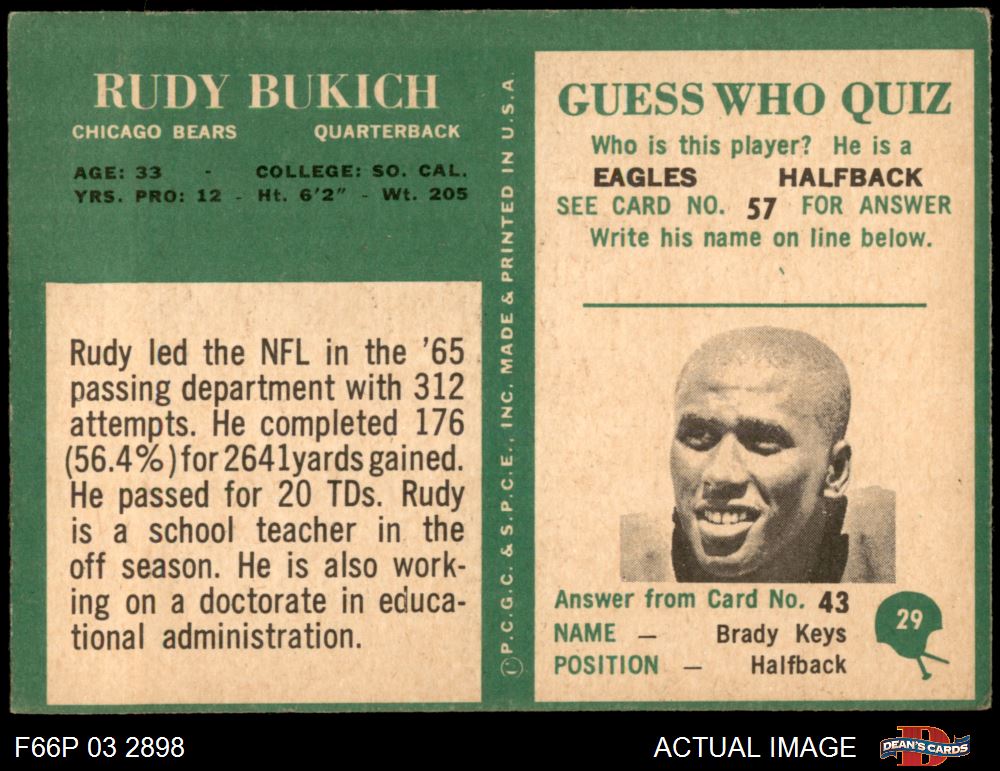 RUDY BUKICH
CHICAGO BEARS QUARTERBACK
AGE: 33 - COLLEGE: SO. CAL.
YRS. PRO: 12 - Ht. 6'2" - Wt. 205
Rudy led the NFL in the '65
passing department with 312
attempts. He completed 176
(56.4%) for 2641 yards gained.
He passed for 20 TDs. Rudy
is a school teacher in the
off season. He is also work-
ing on a doctorate in educa-
tional administration.
© P.C.G.C. & S.P.C.E., INC. MADE & PRINTED IN U.S.A.
GUESS WHO QUIZ
Who is this player? He is a
EAGLES HALFBACK
SEE CARD NO. 57 FOR ANSWER
Write his name on line below.
Answer from Card No. 43
NAME — Brady Keys
POSITION — Halfback
29
F66P 03 2898
ACTUAL IMAGE
D
DEAN'S CARDS